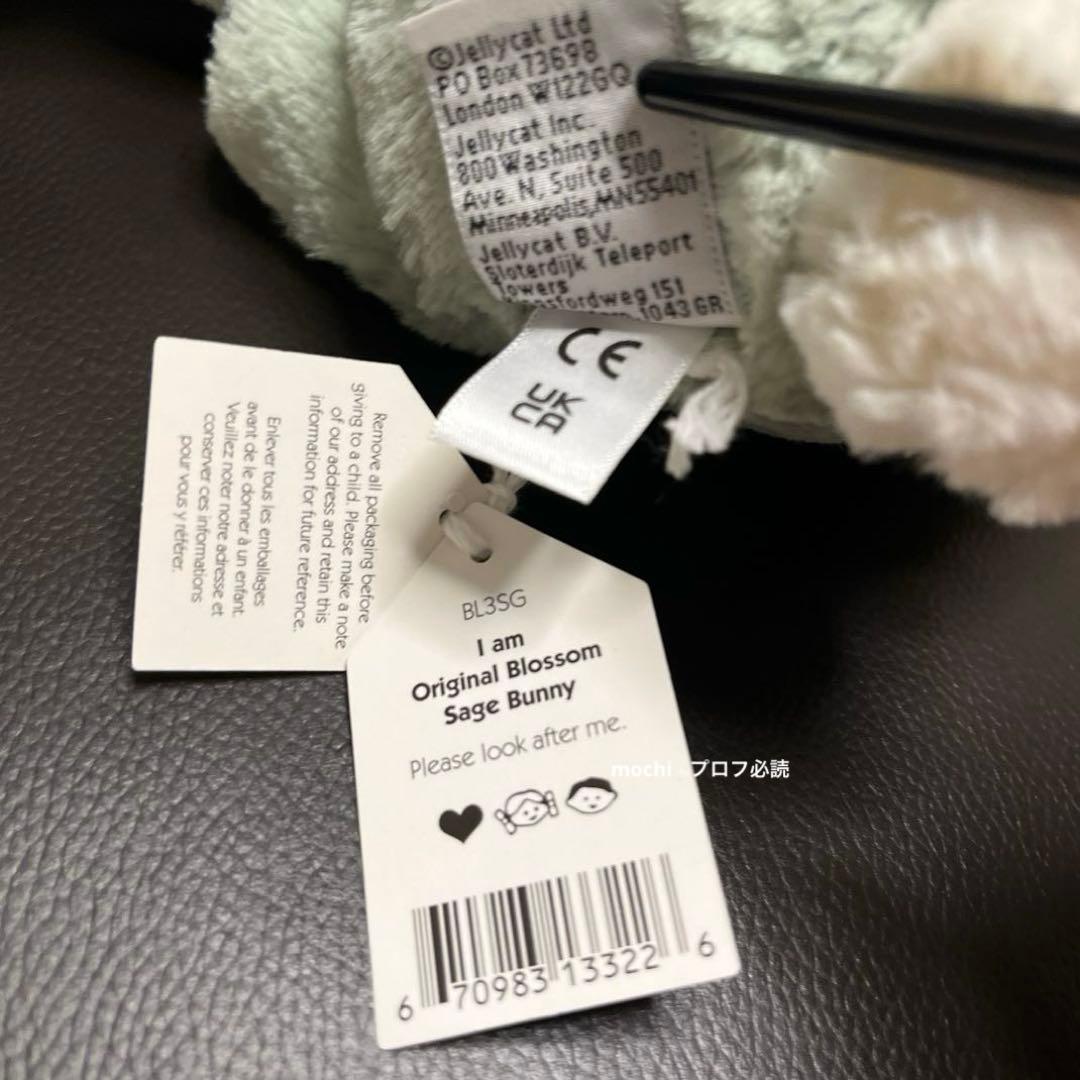 ©Jellycat Ltd
PO Box 73698
London W122GQ
Jellycat Inc.
800 Washington
Ave. N, Suite 500
Minneapolis, MN55401
Jellycat B.V.
Sloterdijk Teleport
Towers
151
1043 GR
CE
UK
CA
Remove all packaging before
giving to a child. Please make a note
of our address and retain this
information for future reference.
Enlever tous les emballages
avant de le donner à un enfant.
Veuillez noter notre adresse et
conserver ces informations
pour vous y référer.
BL3SG
I am
Original Blossom
Sage Bunny
Please look after me.
6 70983 13322 6
mochi プロフ必読